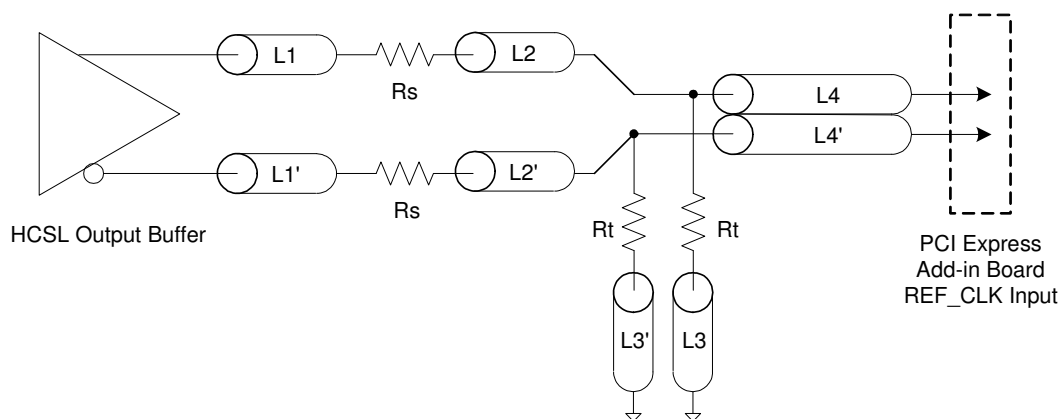 L1
Rs
L2
L4
L4'
L1'
Rs
L2'
HCSL Output Buffer
Rt
Rt
L3'
L3
PCI Express
Add-in Board
REF_CLK Input